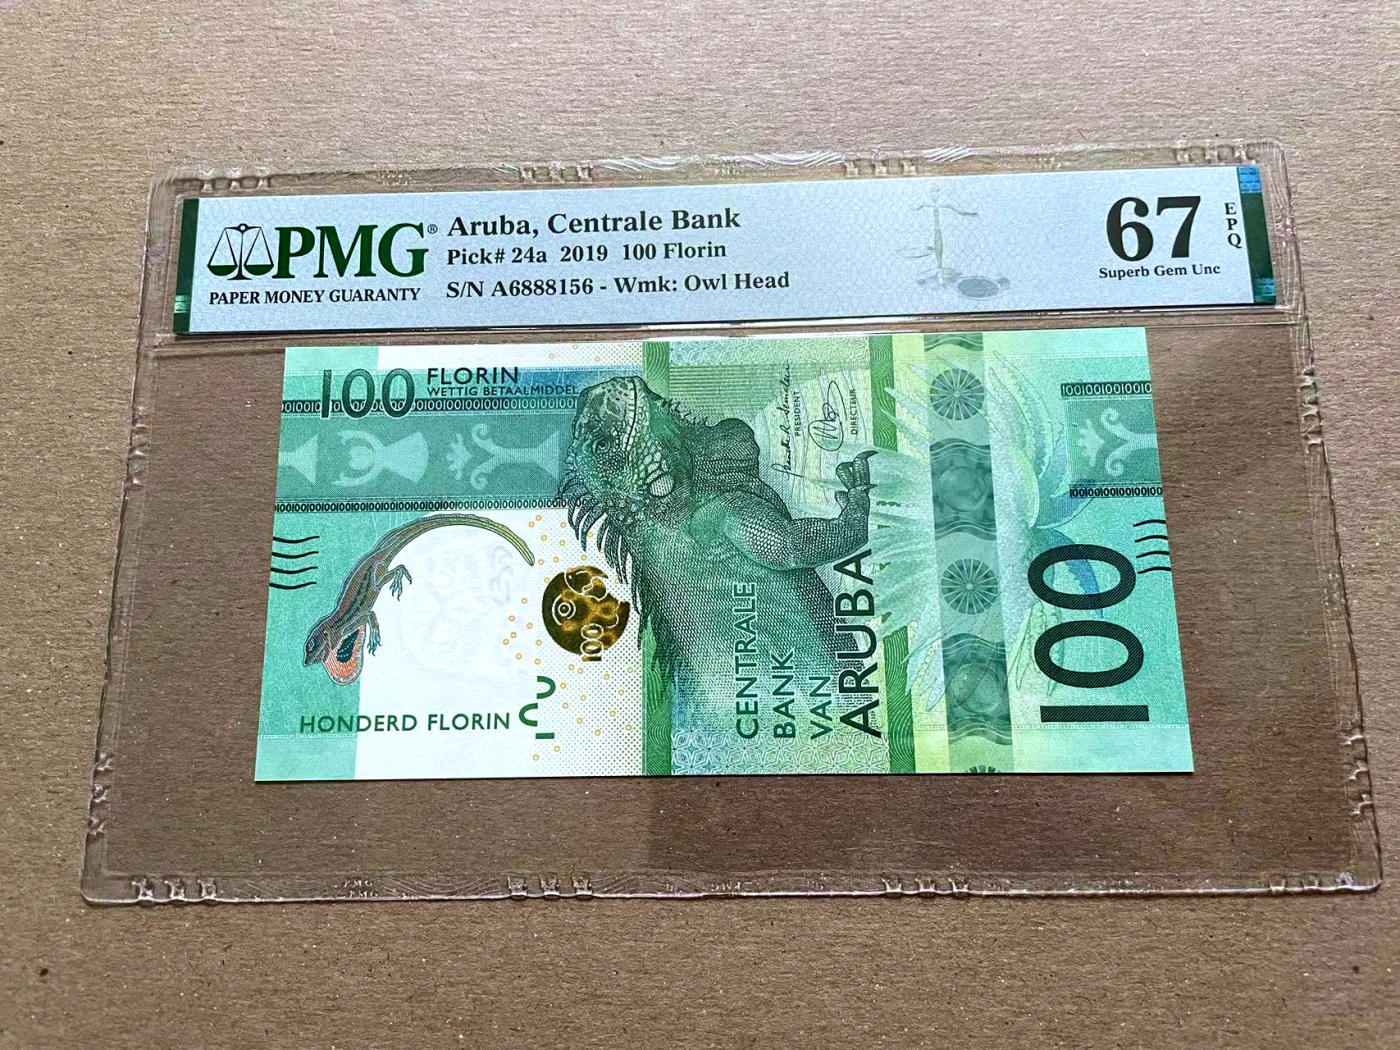 PMG®
PAPER MONEY GUARANTY
Aruba, Centrale Bank
Pick# 24a 2019 100 Florin
S/N A6888156 - Wmk: Owl Head
67
EPQ
Superb Gem Unc
100 FLORIN
WETTIG BETAALMIDDEL
PRESIDENT
DIRECTEUR
100
HONDERD FLORIN
CENTRALE
BANK
VAN
ARUBA
100